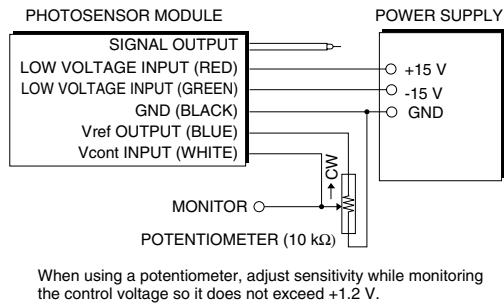 PHOTOSENSOR MODULE
POWER SUPPLY
SIGNAL OUTPUT
LOW VOLTAGE INPUT (RED)
+15 V
LOW VOLTAGE INPUT (GREEN)
-15 V
GND (BLACK)
GND
Vref OUTPUT (BLUE)
Vcont INPUT (WHITE)
CW
MONITOR
POTENTIOMETER (10 kΩ)
When using a potentiometer, adjust sensitivity while monitoring
the control voltage so it does not exceed +1.2 V.